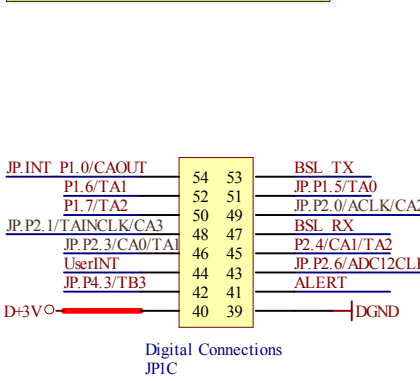 JP.INT P1.0/CAOUT 54 53 BSL TX
P1.6/TA1 52 51 JP.P1.5/TA0
P1.7/TA2 50 49 JP.P2.0/ACLK/CA2
JP.P2.1/TAINCLK/CA3 48 47 BSL RX
JP.P2.3/CA0/TA1 46 45 P2.4/CA1/TA2
UserINT 44 43 JP.P2.6/ADC12CL
JP.P4.3/TB3 42 41 ALERT
D+3V 40 39 DGND
Digital Connections
JP1C